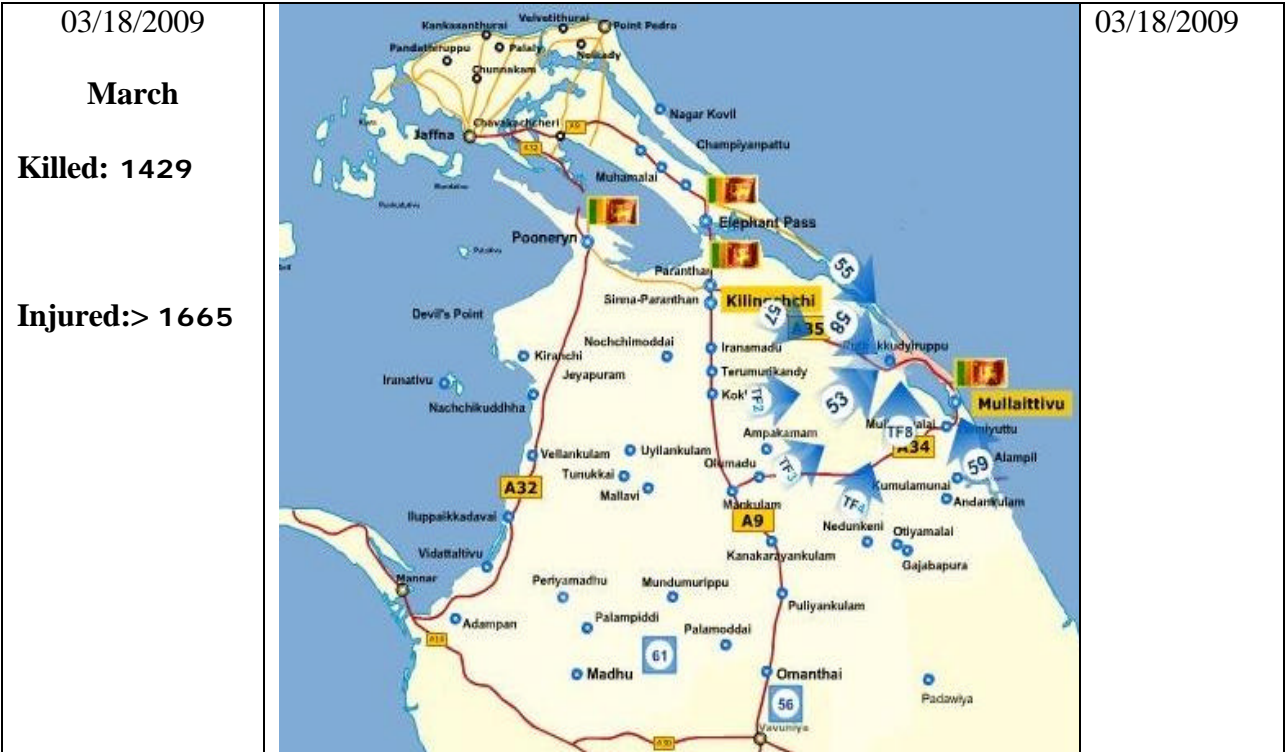 03/18/2009
March
Killed: 1429
Injured:> 1665
03/18/2009
Velvetithurai
Kankasanthurai
Point Pedro
Pandathiruppu
Palaly
Chunnakam
Jaffna
Chavakachcheri
A9
A32
Nagar Kovil
Champiyanpattu
Muhamalai
Elephant Pass
Pooneryn
Paranthan
55
Sinna-Paranthan
57
A35
58
Devil's Point
Nochchimoddai
Iranamadu
Kiranchi
Jeyapuram
Terumurikandy
Iranativu
Nachchikuddhha
TF2
53
Mullaittivu
Ampakamam
TF8
A34
Vellankulam
Uyilankulam
Olumadu
TF3
59
Alampil
Tunukkai
Mallavi
A32
Mankulam
TF4
Kumulamunai
Andankulam
Iluppaikkadavai
A9
Nedunkeni
Otiyamalai
Vidattaltivu
Kanakarayankulam
Gajabapura
Mannar
Periyamadhu
Mundumurippu
Puliyankulam
Adampan
Palampiddi
Palamoddai
61
Madhu
Omanthai
Padawiya
56
Vavuniya
A30